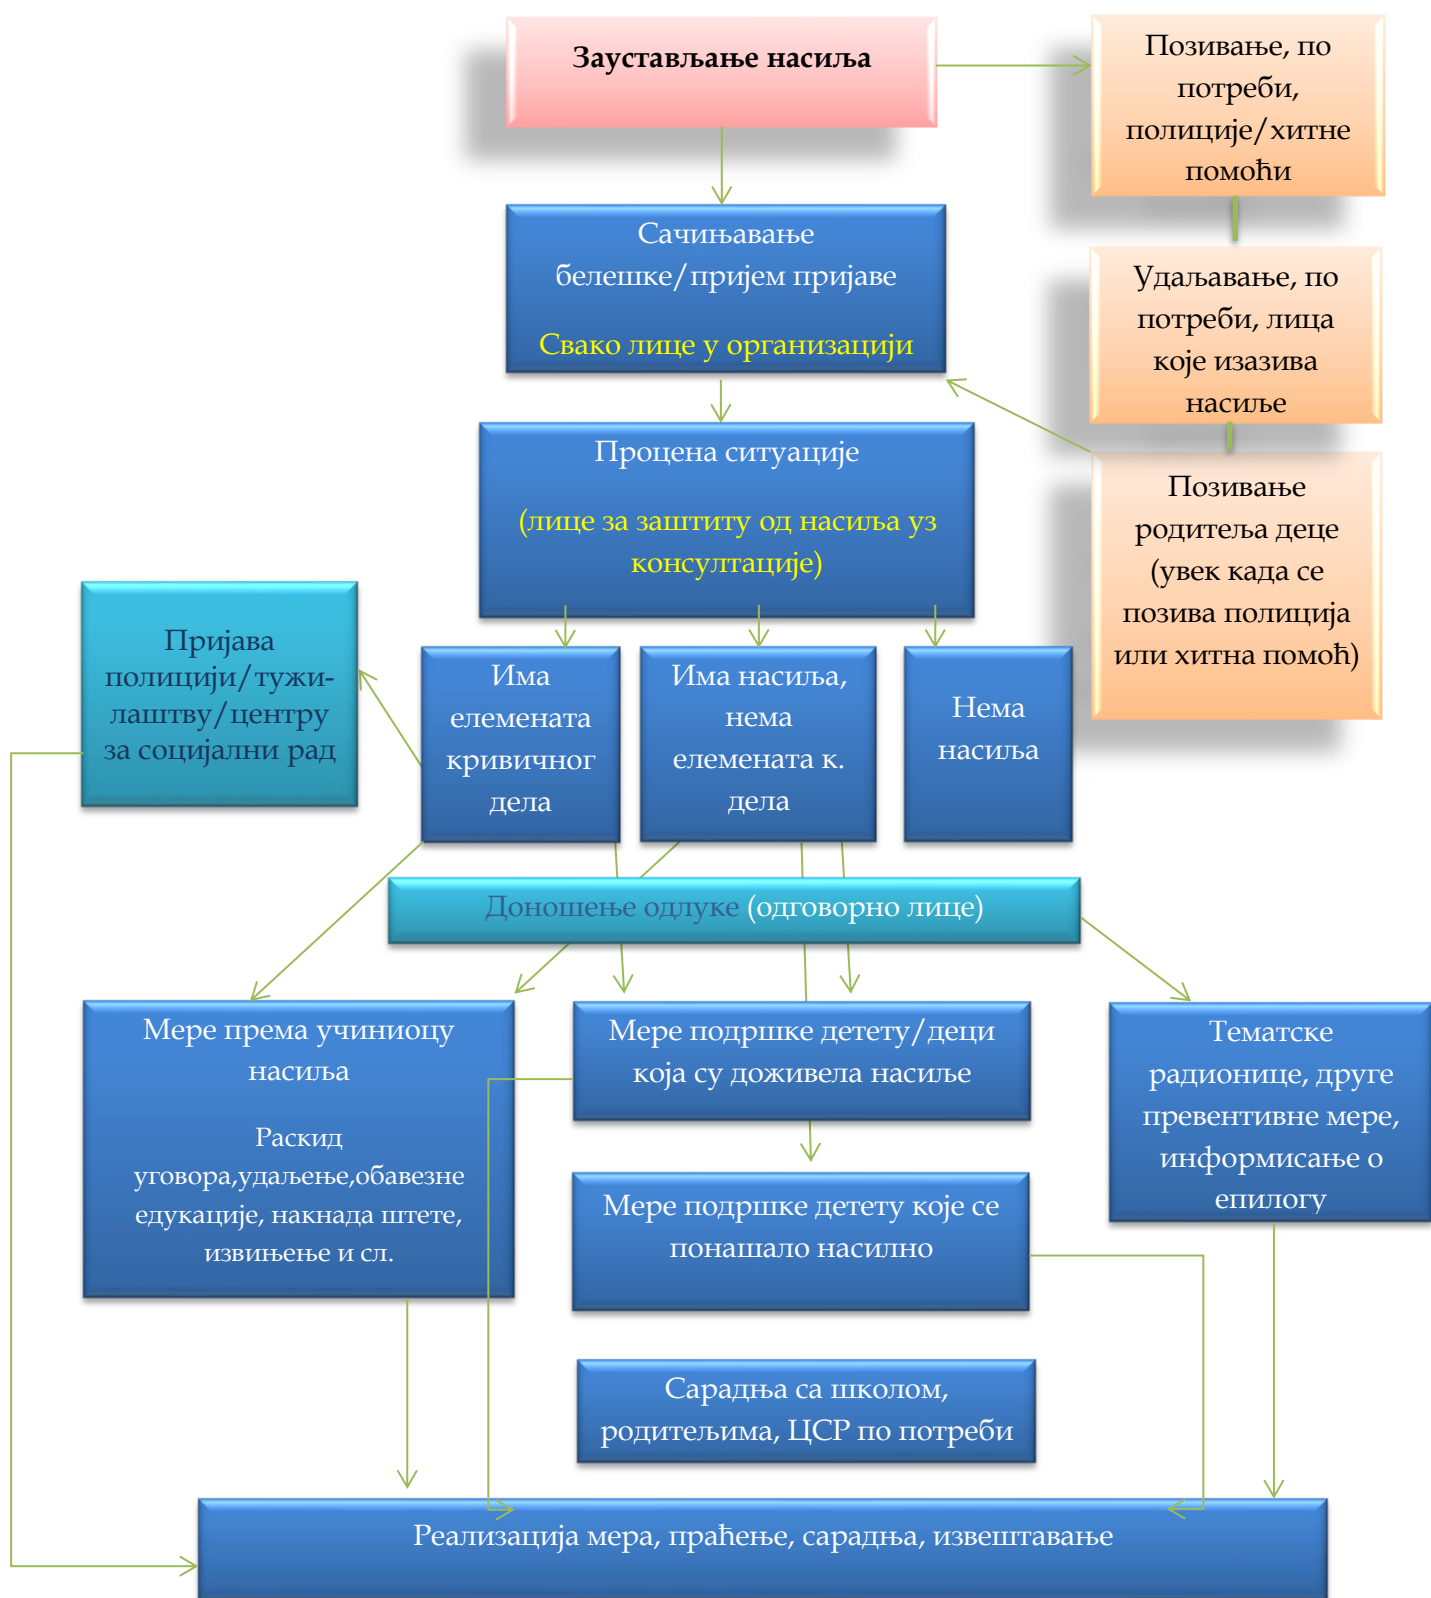 Заустављање насиља
Позивање, по
потреби,
полиције/хитне
помоћи
Сачињавање
белешке/пријем пријаве
Свако лице у организацији
Удаљавање, по
потреби, лица
које изазива
насиље
Процена ситуације
(лице за заштиту од насиља уз
консултације)
Позивање
родитеља деце
(увек када се
позива полиција
или хитна помоћ)
Пријава
полицији/тужи-
лаштву/центру
за социјални рад
Има
елемената
кривичног
дела
Има насиља,
нема
елемената к.
дела
Нема
насиља
Доношење одлуке (одговорно лице)
Мере према учиниоцу
насиља
Раскид
уговора,удаљење,обавезне
едукације, накнада штете,
извињење и сл.
Мере подршке детету/деци
која су доживела насиље
Тематске
радионице, друге
превентивне мере,
информисање о
епилогу
Мере подршке детету које се
понашало насилно
Сарадња са школом,
родитељима, ЦСР по потреби
Реализација мера, праћење, сарадња, извештавање